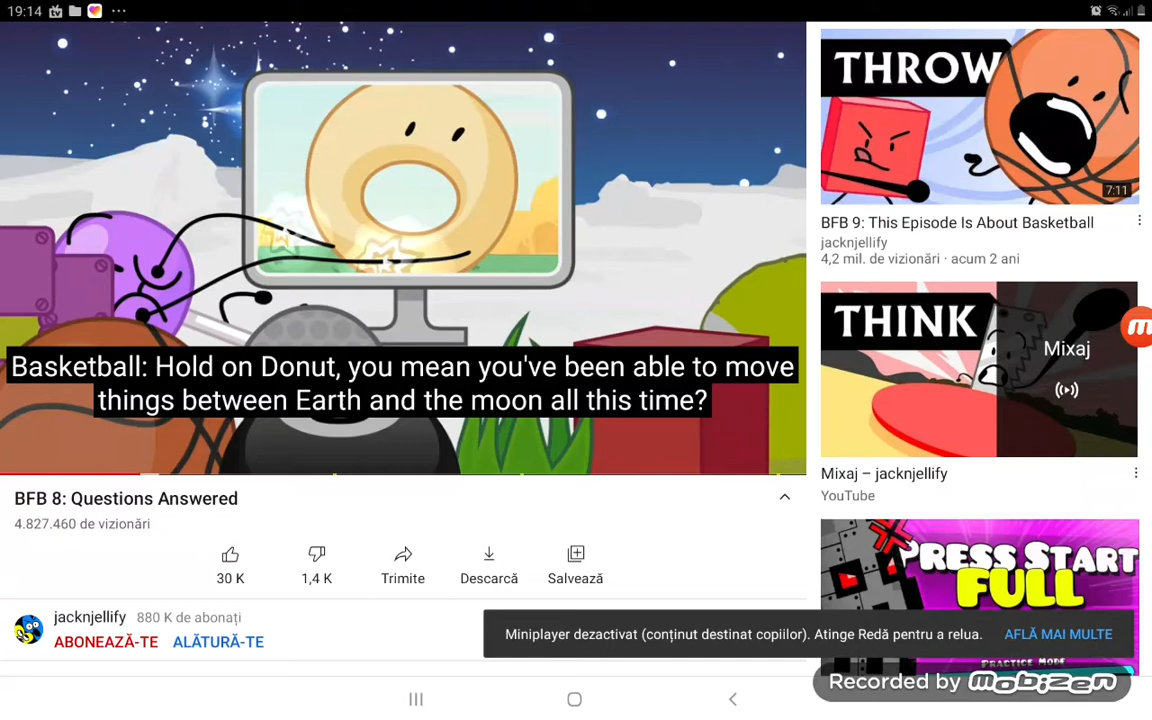 19:14
Basketball: Hold on Donut, you mean you've been able to move
things between Earth and the moon all this time?
BFB 8: Questions Answered
4.827.460 de vizionări
30 K
1,4 K
Trimite
Descarcă
Salvează
jacknjellify 880 K de abonați
ABONEAZĂ-TE ALĂTURĂ-TE
THROW
7:11
BFB 9: This Episode Is About Basketball
jacknjellify
4,2 mil. de vizionări · acum 2 ani
THINK
Mixaj
Mixaj – jacknjellify
YouTube
PRESS START
FULL
Miniplayer dezactivat (conținut destinat copiilor). Atinge Redă pentru a relua. AFLĂ MAI MULTE
PRACTICE MODE
Recorded by mobizen